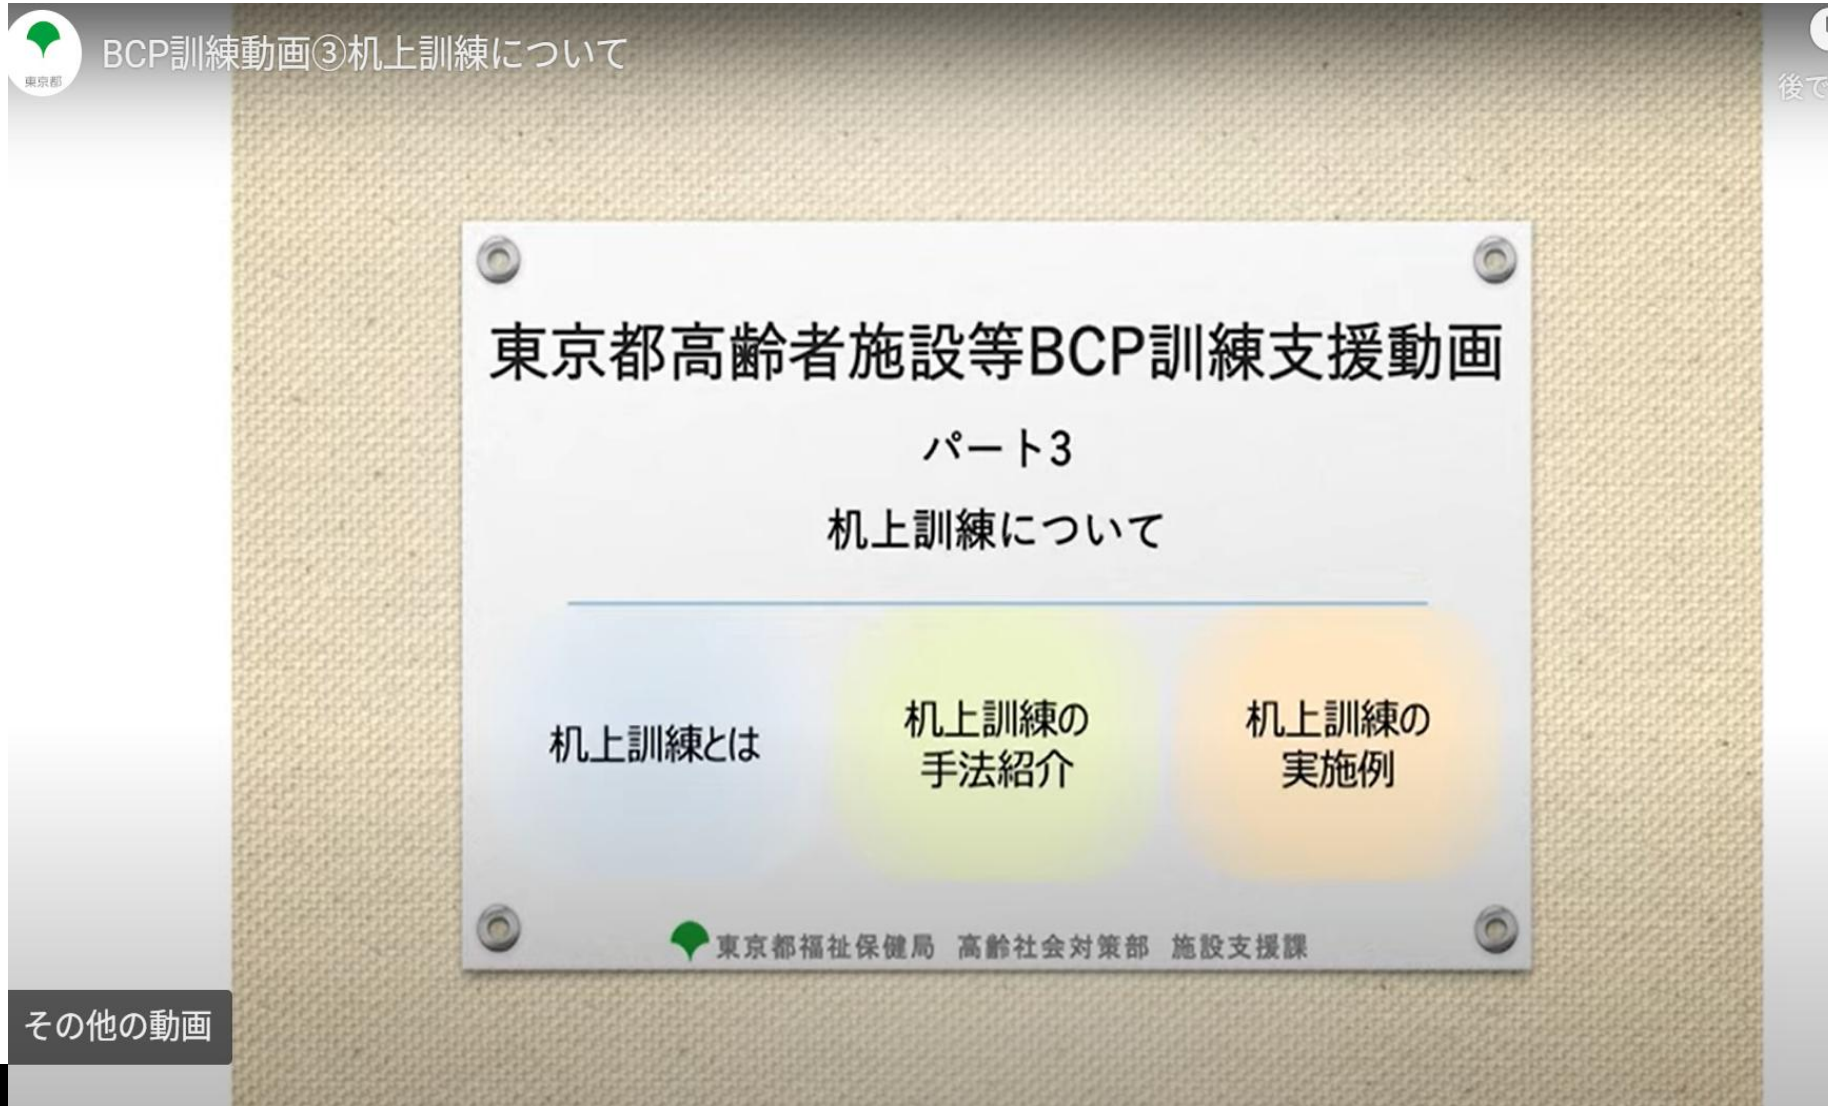 東京都
BCP訓練動画③机上訓練について
後で
東京都高齢者施設等BCP訓練支援動画
パート3
机上訓練について
机上訓練とは
机上訓練の
手法紹介
机上訓練の
実施例
東京都福祉保健局 高齢社会対策部 施設支援課
その他の動画